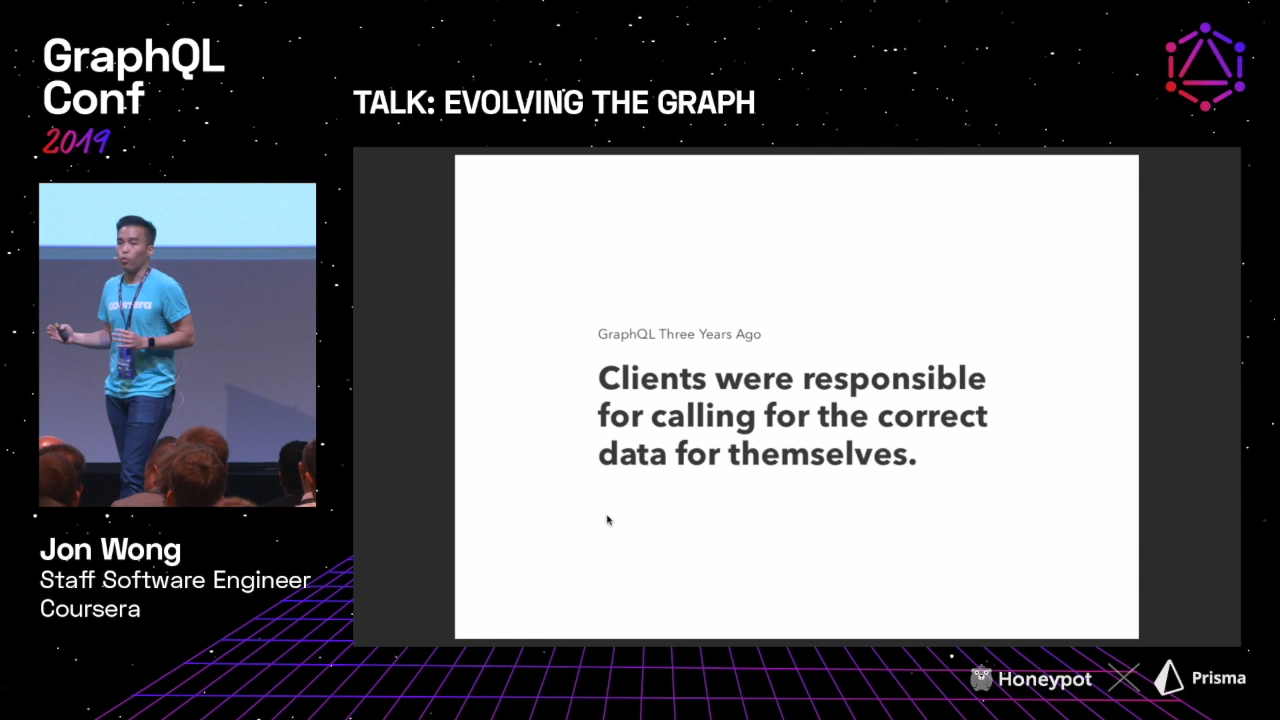 GraphQL
Conf
2019
TALK: EVOLVING THE GRAPH
coursera
GraphQL Three Years Ago
Clients were responsible
for calling for the correct
data for themselves.
Jon Wong
Staff Software Engineer
Coursera
Honeypot
Prisma